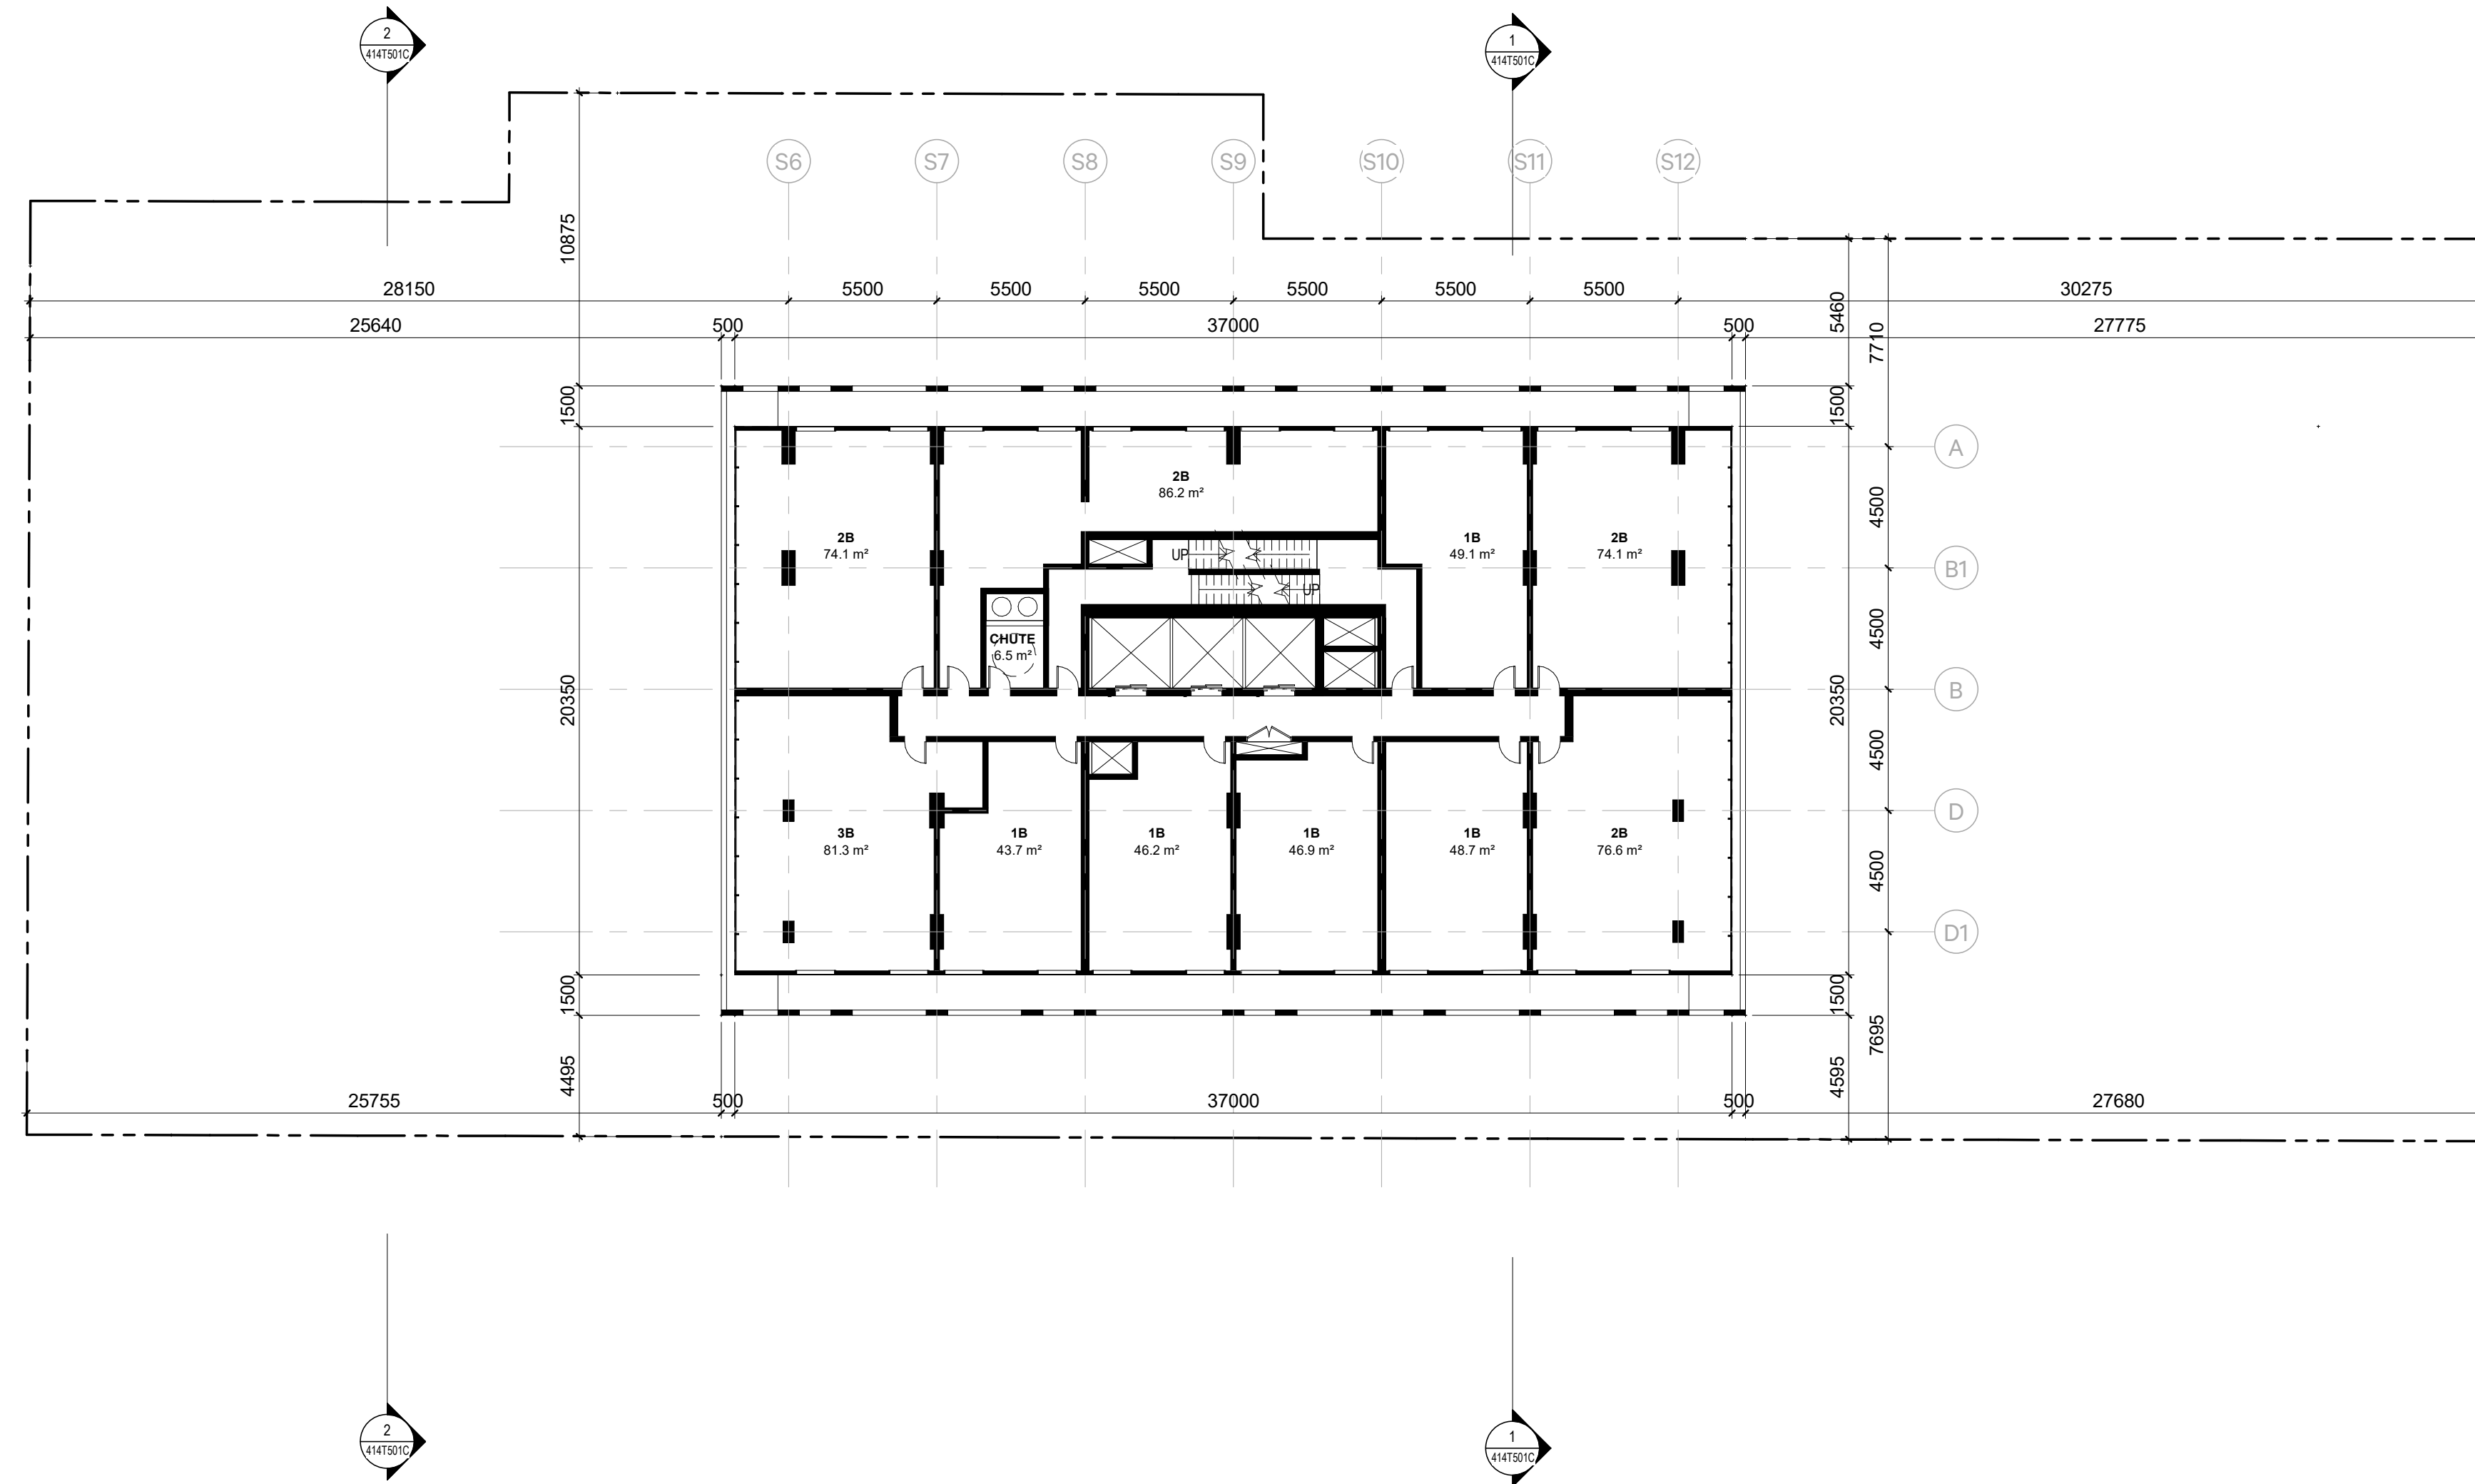 2
414T501C
1
414T501C
S6
S7
S8
S9
S10
S11
S12
10875
28150
5500
5500
5500
5500
5500
5500
30275
25640
500
37000
500
5460
7710
27775
1500
1500
A
2B
86.2 m²
4500
2B
74.1 m²
1B
49.1 m²
2B
74.1 m²
UP
UP
B1
CHUTE
6.5 m²
4500
20350
20350
B
4500
D
3B
81.3 m²
1B
43.7 m²
1B
46.2 m²
1B
46.9 m²
1B
48.7 m²
2B
76.6 m²
4500
D1
1500
1500
7695
4495
4595
25755
500
37000
500
27680
2
414T501C
1
414T501C